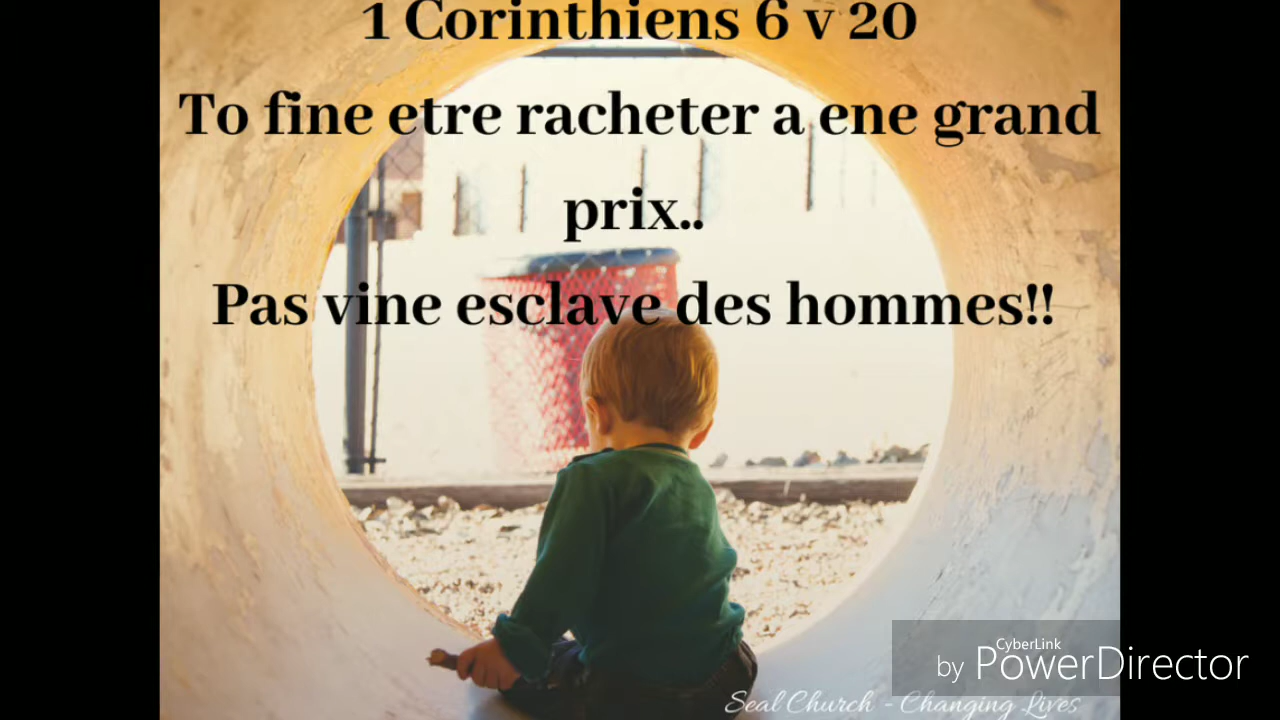 1 Corinthiens 6 v 20
To fine etre racheter a ene grand
prix..
Pas vine esclave des hommes!!
CyberLink
by PowerDirector
Seal Church - Changing Lives